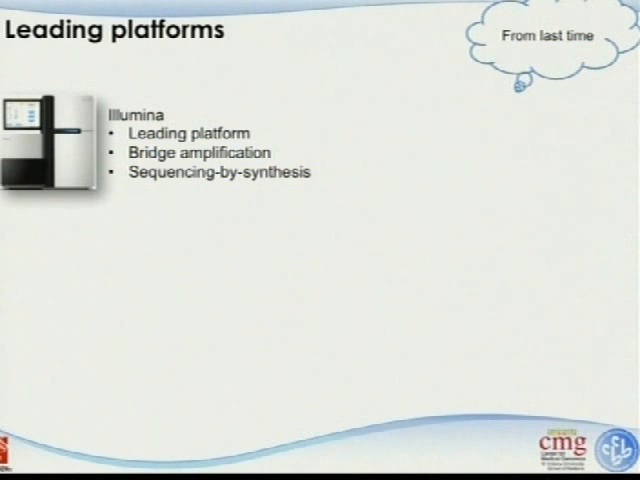 Leading platforms
From last time
Illumina
• Leading platform
• Bridge amplification
• Sequencing-by-synthesis
cmg